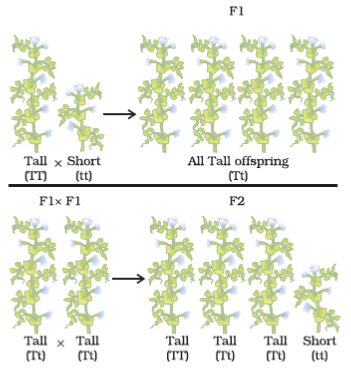 F1
Tall × Short All Tall offspring
(TT) (tt) (Tt)
F1× F1 F2
Tall × Tall Tall Tall Tall Short
(Tt) (Tt) (TT) (Tt) (Tt) (tt)